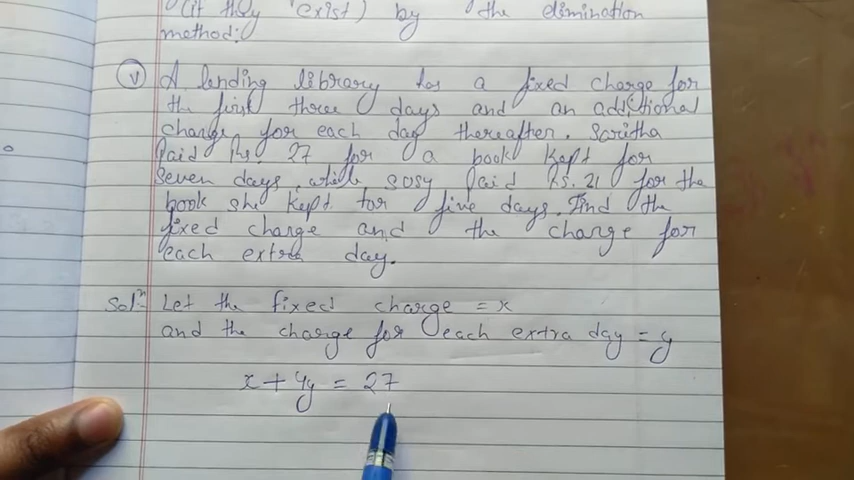 (if they exist) by the elimination
method:
(v) A lending library has a fixed charge for
the first three days and an additional
charge for each day thereafter. Saritha
Paid Rs. 27 for a book kept for
seven days, while sosy Paid Rs. 21 for the
book she kept for five days. Find the
fixed charge and the charge for
each extra day.
Solⁿ:- Let the fixed charge = x
and the charge for each extra day = y
x + 4y = 27